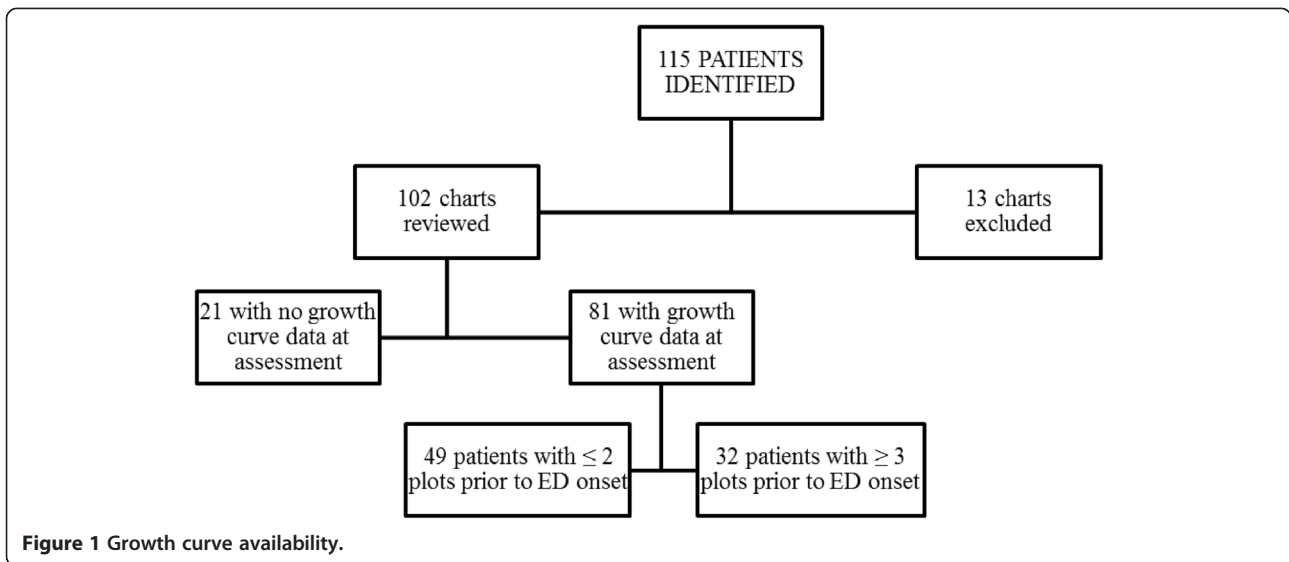 115 PATIENTS
IDENTIFIED
102 charts
reviewed
13 charts
excluded
21 with no growth
curve data at
assessment
81 with growth
curve data at
assessment
49 patients with ≤ 2
plots prior to ED onset
32 patients with ≥ 3
plots prior to ED onset
Figure 1 Growth curve availability.